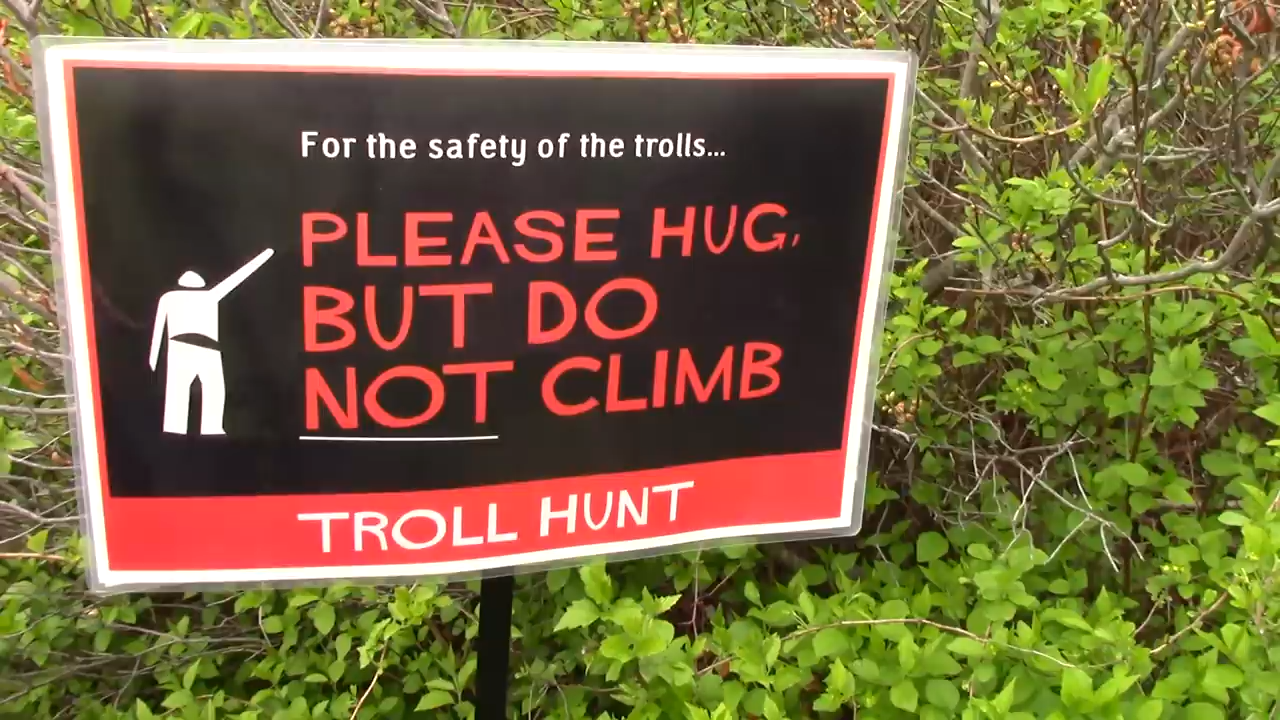 For the safety of the trolls...
PLEASE HUG,
BUT DO
NOT CLIMB
TROLL HUNT